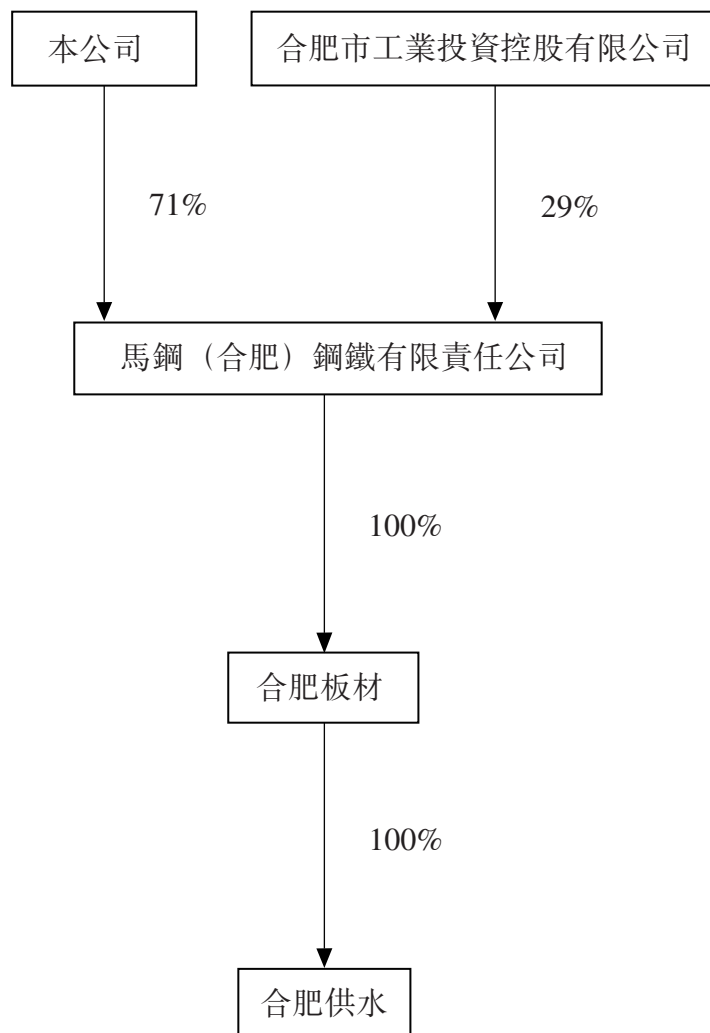 本公司
合肥市工業投資控股有限公司
71%
29%
馬鋼（合肥）鋼鐵有限責任公司
100%
合肥板材
100%
合肥供水